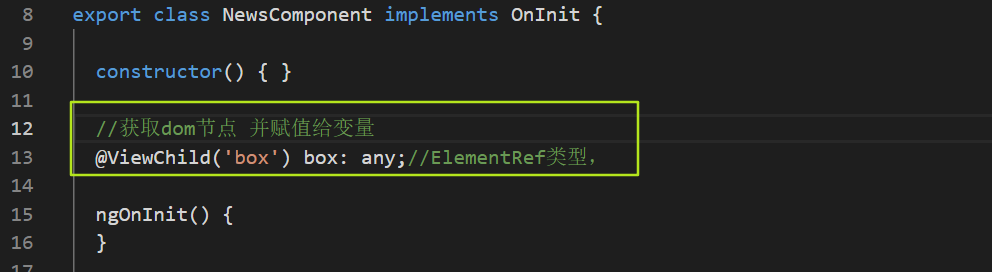 8 export class NewsComponent implements OnInit {
9
10 constructor() { }
11
12 //获取dom节点 并赋值给变量
13 @ViewChild('box') box: any;//ElementRef类型，
14
15 ngOnInit() {
16 }
17